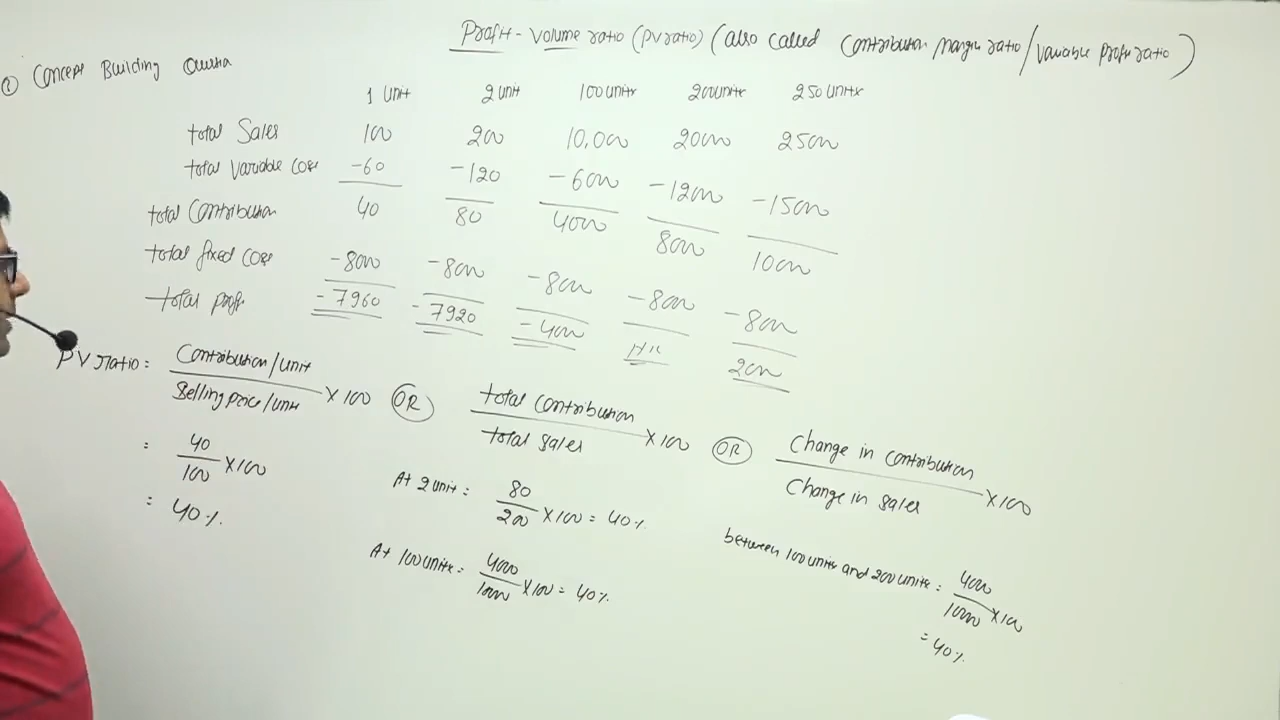 Profit - Volume ratio (PV ratio) (also called Contribution margin ratio / Variable profit ratio)
① Concept Building Question
1 Unit 2 Unit 100 Units 200 Units 250 Units
total Sales 100 200 10,000 20000 25000
total Variable Cost -60 -120 -6000 -12000 -15000
total Contribution 40 80 4000 8000 10000
total fixed Cost -8000 -8000 -8000 -8000 -8000
total profit -7960 -7920 -4000 Nil 2000
PV ratio = Contribution/unit / Selling price/unit × 100 OR total contribution / total sales × 100 OR Change in contribution / Change in sales × 100
= 40 / 100 × 100
= 40%
At 2 unit = 80 / 200 × 100 = 40%
At 100 units = 4000 / 10000 × 100 = 40%
between 100 units and 200 units = 4000 / 10000 × 100
= 40%